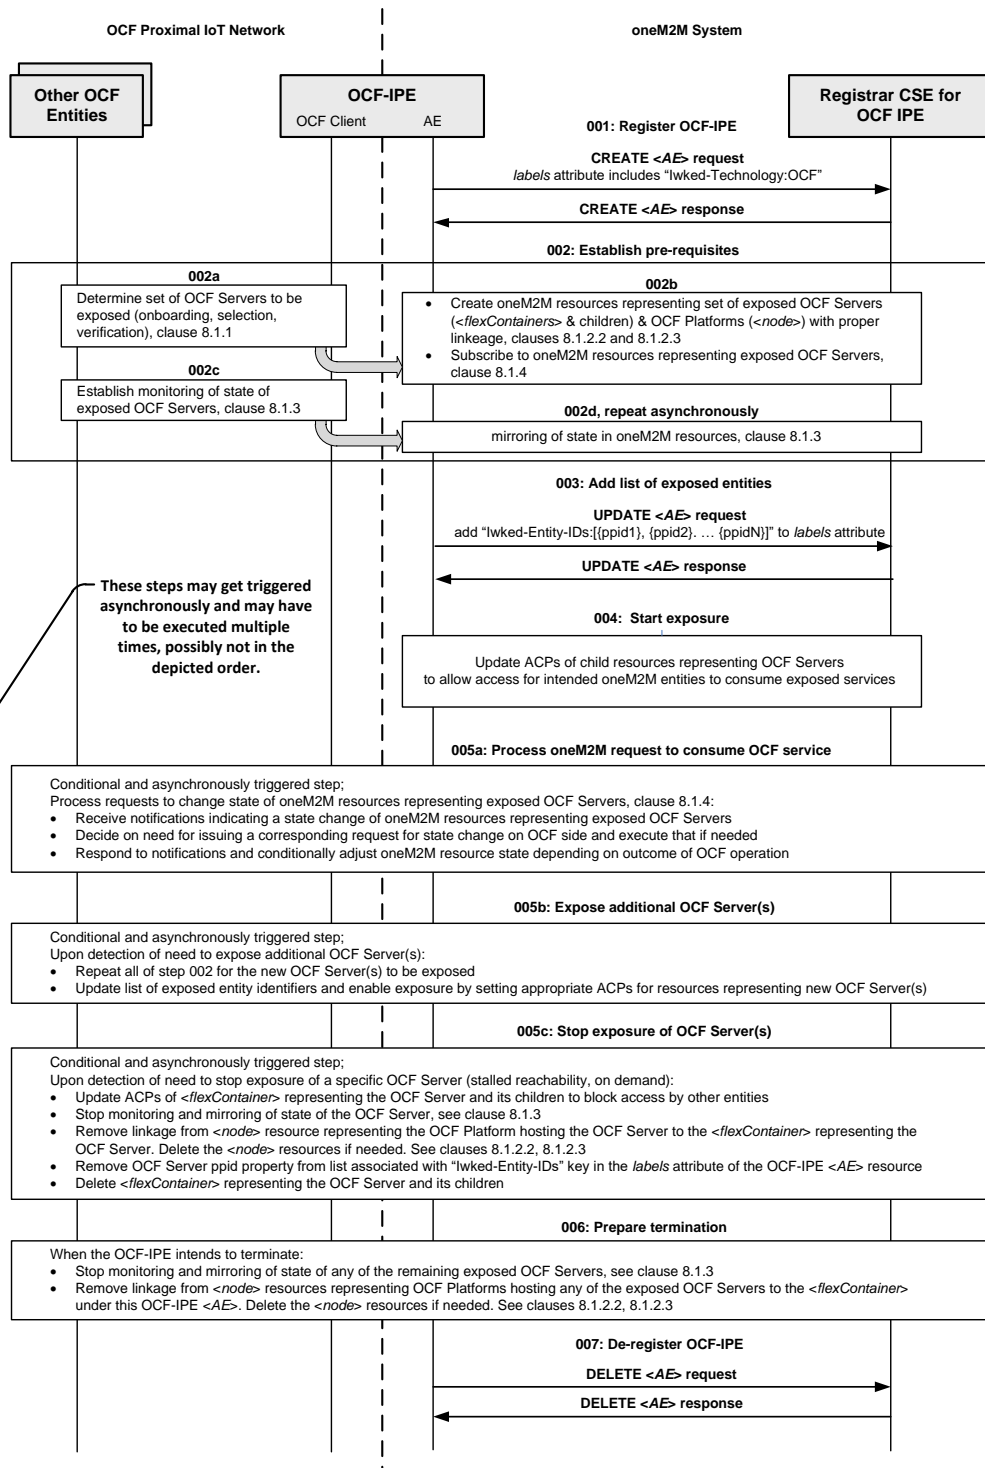 OCF Proximal IoT Network
oneM2M System
Other OCF
Entities
OCF-IPE
OCF Client
AE
Registrar CSE for
OCF IPE
001: Register OCF-IPE
CREATE <AE> request
labels attribute includes “Iwked-Technology:OCF”
CREATE <AE> response
002: Establish pre-requisites
002a
Determine set of OCF Servers to be
exposed (onboarding, selection,
verification), clause 8.1.1
002b
• Create oneM2M resources representing set of exposed OCF Servers
(<flexContainers> & children) & OCF Platforms (<node>) with proper
linkeage, clauses 8.1.2.2 and 8.1.2.3
• Subscribe to oneM2M resources representing exposed OCF Servers,
clause 8.1.4
002c
Establish monitoring of state of
exposed OCF Servers, clause 8.1.3
002d, repeat asynchronously
mirroring of state in oneM2M resources, clause 8.1.3
003: Add list of exposed entities
UPDATE <AE> request
add “Iwked-Entity-IDs:[{ppid1}, {ppid2}. … {ppidN}]” to labels attribute
UPDATE <AE> response
These steps may get triggered
asynchronously and may have
to be executed multiple
times, possibly not in the
depicted order.
004: Start exposure
Update ACPs of child resources representing OCF Servers
to allow access for intended oneM2M entities to consume exposed services
005a: Process oneM2M request to consume OCF service
Conditional and asynchronously triggered step;
Process requests to change state of oneM2M resources representing exposed OCF Servers, clause 8.1.4:
• Receive notifications indicating a state change of oneM2M resources representing exposed OCF Servers
• Decide on need for issuing a corresponding request for state change on OCF side and execute that if needed
• Respond to notifications and conditionally adjust oneM2M resource state depending on outcome of OCF operation
005b: Expose additional OCF Server(s)
Conditional and asynchronously triggered step;
Upon detection of need to expose additional OCF Server(s):
• Repeat all of step 002 for the new OCF Server(s) to be exposed
• Update list of exposed entity identifiers and enable exposure by setting appropriate ACPs for resources representing new OCF Server(s)
005c: Stop exposure of OCF Server(s)
Conditional and asynchronously triggered step;
Upon detection of need to stop exposure of a specific OCF Server (stalled reachability, on demand):
• Update ACPs of <flexContainer> representing the OCF Server and its children to block access by other entities
• Stop monitoring and mirroring of state of the OCF Server, see clause 8.1.3
• Remove linkage from <node> resource representing the OCF Platform hosting the OCF Server to the <flexContainer> representing the
OCF Server. Delete the <node> resources if needed. See clauses 8.1.2.2, 8.1.2.3
• Remove OCF Server ppid property from list associated with “Iwked-Entity-IDs” key in the labels attribute of the OCF-IPE <AE> resource
• Delete <flexContainer> representing the OCF Server and its children
006: Prepare termination
When the OCF-IPE intends to terminate:
• Stop monitoring and mirroring of state of any of the remaining exposed OCF Servers, see clause 8.1.3
• Remove linkage from <node> resources representing OCF Platforms hosting any of the exposed OCF Servers to the <flexContainer>
under this OCF-IPE <AE>. Delete the <node> resources if needed. See clauses 8.1.2.2, 8.1.2.3
007: De-register OCF-IPE
DELETE <AE> request
DELETE <AE> response